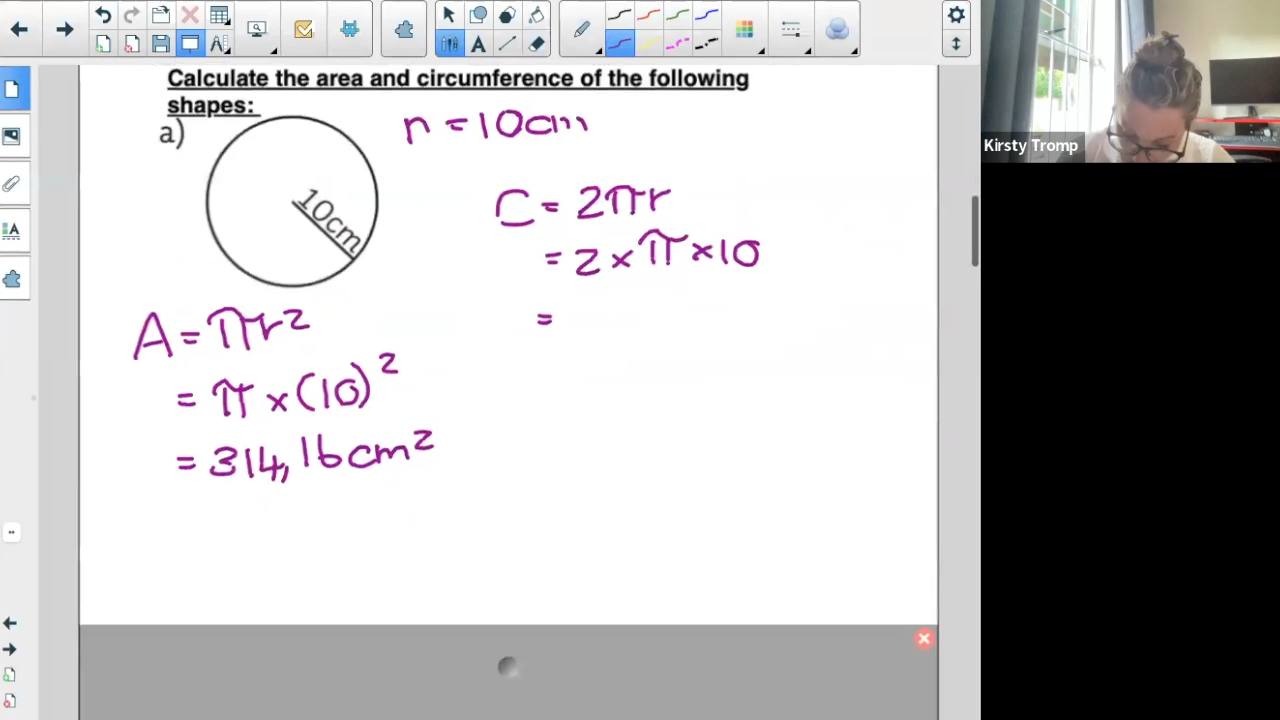 Calculate the area and circumference of the following
shapes:
a)
r = 10cm
10cm
C = 2πr
= 2 × π × 10
=
A = πr²
= π × (10)²
= 314,16cm²
Kirsty Tromp